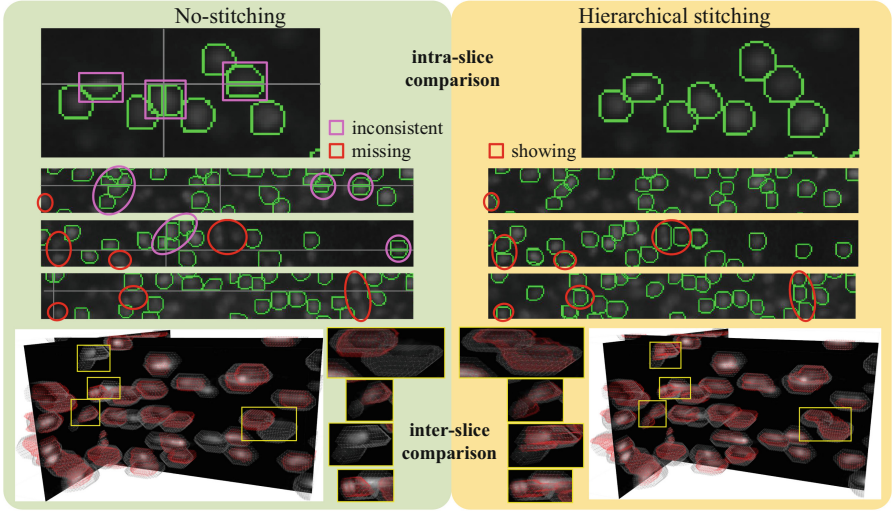 No-stitching
Hierarchical stitching
intra-slice
comparison
inconsistent
missing
showing
inter-slice
comparison